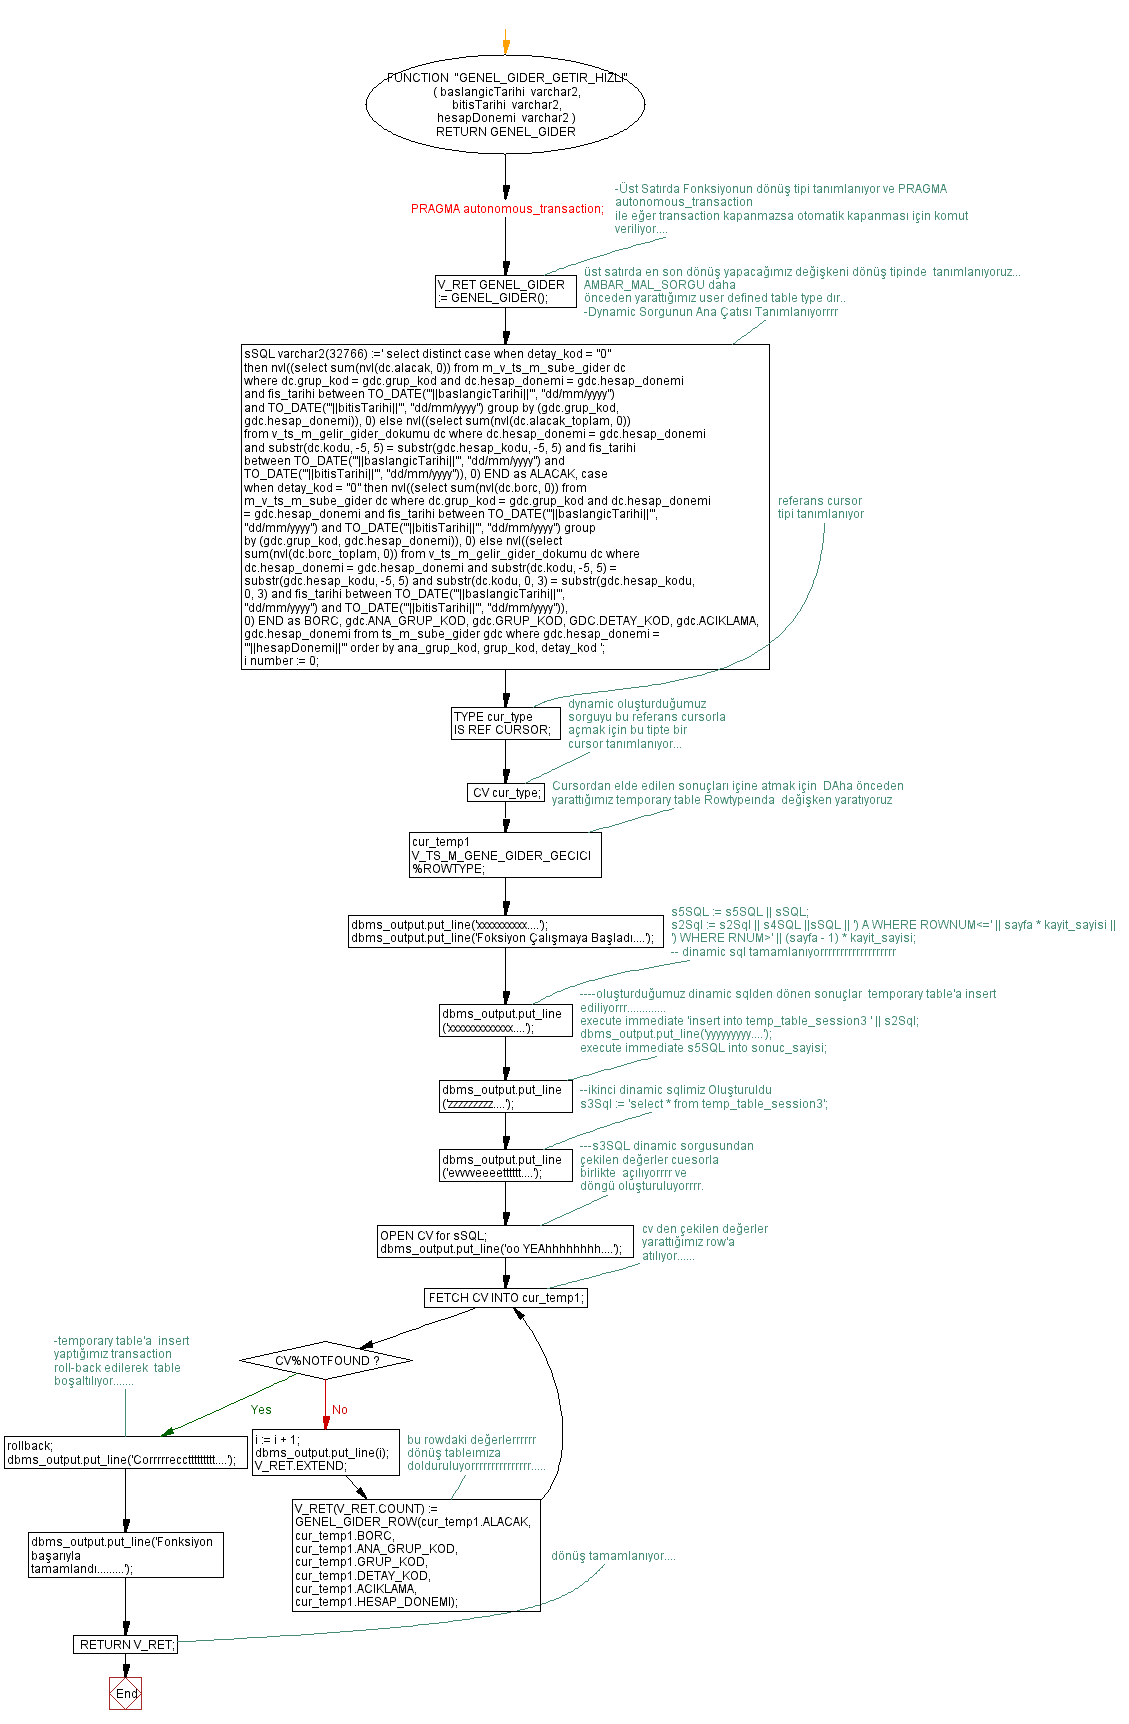 FUNCTION "GENEL_GIDER_GETIR_HIZLI"
( baslangicTarihi varchar2,
bitisTarihi varchar2,
hesapDonemi varchar2 )
RETURN GENEL_GIDER
-Üst Satırda Fonksiyonun dönüş tipi tanımlanıyor ve PRAGMA
autonomous_transaction
ile eğer transaction kapanmazsa otomatik kapanması için komut
veriliyor....
PRAGMA autonomous_transaction;
üst satırda en son dönüş yapacağımız değişkeni dönüş tipinde tanımlanıyoruz...
AMBAR_MAL_SORGU daha
önceden yarattığımız user defined table type dır..
-Dynamic Sorgunun Ana Çatısı Tanımlanıyorrrr
V_RET GENEL_GIDER
:= GENEL_GIDER();
sSQL varchar2(32766) :=' select distinct case when detay_kod = "0"
then nvl((select sum(nvl(dc.alacak, 0)) from m_v_ts_m_sube_gider dc
where dc.grup_kod = gdc.grup_kod and dc.hesap_donemi = gdc.hesap_donemi
and fis_tarihi between TO_DATE('"||baslangicTarihi||"', "dd/mm/yyyy")
and TO_DATE('"||bitisTarihi||"', "dd/mm/yyyy") group by (gdc.grup_kod,
gdc.hesap_donemi)), 0) else nvl((select sum(nvl(dc.alacak_toplam, 0))
from v_ts_m_gelir_gider_dokumu dc where dc.hesap_donemi = gdc.hesap_donemi
and substr(dc.kodu, -5, 5) = substr(gdc.hesap_kodu, -5, 5) and fis_tarihi
between TO_DATE('"||baslangicTarihi||"', "dd/mm/yyyy") and
TO_DATE('"||bitisTarihi||"', "dd/mm/yyyy")), 0) END as ALACAK, case
when detay_kod = "0" then nvl((select sum(nvl(dc.borc, 0)) from
m_v_ts_m_sube_gider dc where dc.grup_kod = gdc.grup_kod and dc.hesap_donemi
= gdc.hesap_donemi and fis_tarihi between TO_DATE('"||baslangicTarihi||"',
"dd/mm/yyyy") and TO_DATE('"||bitisTarihi||"', "dd/mm/yyyy") group
by (gdc.grup_kod, gdc.hesap_donemi)), 0) else nvl((select
sum(nvl(dc.borc_toplam, 0)) from v_ts_m_gelir_gider_dokumu dc where
dc.hesap_donemi = gdc.hesap_donemi and substr(dc.kodu, -5, 5) =
substr(gdc.hesap_kodu, -5, 5) and substr(dc.kodu, 0, 3) = substr(gdc.hesap_kodu,
0, 3) and fis_tarihi between TO_DATE('"||baslangicTarihi||"',
"dd/mm/yyyy") and TO_DATE('"||bitisTarihi||"', "dd/mm/yyyy")),
0) END as BORC, gdc.ANA_GRUP_KOD, gdc.GRUP_KOD, GDC.DETAY_KOD, gdc.ACIKLAMA,
gdc.hesap_donemi from ts_m_sube_gider gdc where gdc.hesap_donemi =
'"||hesapDonemi||"' order by ana_grup_kod, grup_kod, detay_kod ';
i number := 0;
referans cursor
tipi tanımlanıyor
TYPE cur_type
IS REF CURSOR;
dynamic oluşturduğumuz
sorguyu bu referans cursorla
açmak için bu tipte bir
cursor tanımlanıyor...
CV cur_type;
Cursordan elde edilen sonuçları içine atmak için DAha önceden
yarattığımız temporary table Rowtypeında değişken yaratıyoruz
cur_temp1
V_TS_M_GENE_GIDER_GECICI
%ROWTYPE;
dbms_output.put_line('xxxxxxxxxx....');
dbms_output.put_line('Foksiyon Çalışmaya Başladı....');
s5SQL := s5SQL || sSQL;
s2Sql := s2Sql || s4SQL ||sSQL || ') A WHERE ROWNUM<=' || sayfa * kayit_sayisi ||
') WHERE RNUM>' || (sayfa - 1) * kayit_sayisi;
-- dinamic sql tamamlanıyorrrrrrrrrrrrrrrrrrr
dbms_output.put_line
('xxxxxxxxxxxxx....');
----oluşturduğumuz dinamic sqlden dönen sonuçlar temporary table'a insert
ediliyorrr.............
execute immediate 'insert into temp_table_session3 ' || s2Sql;
dbms_output.put_line('yyyyyyyyy....');
execute immediate s5SQL into sonuc_sayisi;
dbms_output.put_line
('zzzzzzzzz....');
--ikinci dinamic sqlimiz Oluşturuldu
s3Sql := 'select * from temp_table_session3';
dbms_output.put_line
('evvvveeeetttttt....');
---s3SQL dinamic sorgusundan
çekilen değerler cuesorla
birlikte açılıyorrrr ve
döngü oluşturuluyorrrr.
OPEN CV for sSQL;
dbms_output.put_line('oo YEAhhhhhhhh....');
cv den çekilen değerler
yarattığımız row'a
atılıyor......
FETCH CV INTO cur_temp1;
-temporary table'a insert
yaptığımız transaction
roll-back edilerek table
boşaltılıyor.......
CV%NOTFOUND ?
Yes
No
rollback;
dbms_output.put_line('Corrrrrecctttttttttt....');
i := i + 1;
dbms_output.put_line(i);
V_RET.EXTEND;
bu rowdaki değerlerrrrrr
dönüş tableımıza
dolduruluyorrrrrrrrrrrrrrr.....
V_RET(V_RET.COUNT) :=
GENEL_GIDER_ROW(cur_temp1.ALACAK,
cur_temp1.BORC,
cur_temp1.ANA_GRUP_KOD,
cur_temp1.GRUP_KOD,
cur_temp1.DETAY_KOD,
cur_temp1.ACIKLAMA,
cur_temp1.HESAP_DONEMI);
dbms_output.put_line('Fonksiyon
başarıyla
tamamlandı.........');
dönüş tamamlanıyor....
RETURN V_RET;
End